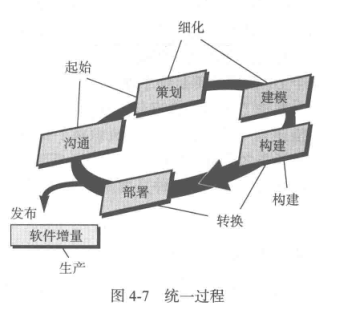 细化
起始
策划
建模
沟通
构建
部署
构建
发布
转换
软件增量
生产
图 4-7 统一过程